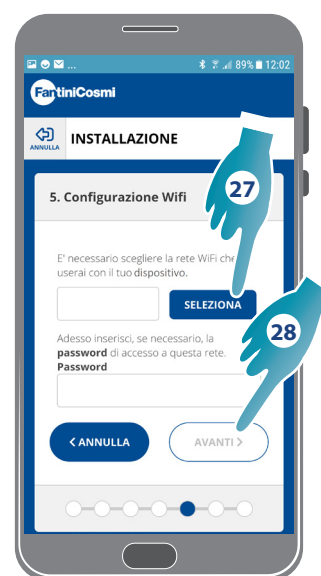 ... 89% 12:02
FantiniCosmi
ANNULLA
INSTALLAZIONE
5. Configurazione Wifi
27
E' necessario scegliere la rete WiFi che
userai con il tuo dispositivo.
SELEZIONA
28
Adesso inserisci, se necessario, la
password di accesso a questa rete.
Password
< ANNULLA
AVANTI >